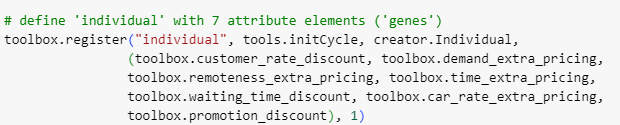 # define 'individual' with 7 attribute elements ('genes')
toolbox.register("individual", tools.initCycle, creator.Individual,
(toolbox.customer_rate_discount, toolbox.demand_extra_pricing,
toolbox.remoteness_extra_pricing, toolbox.time_extra_pricing,
toolbox.waiting_time_discount, toolbox.car_rate_extra_pricing,
toolbox.promotion_discount), 1)